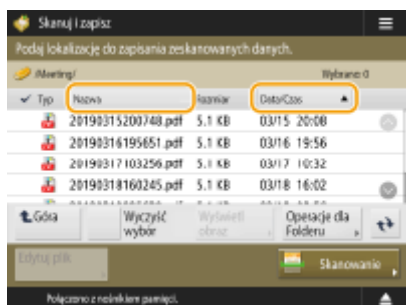 Skanuj i zapisz
Podaj lokalizację do zapisania zeskanowanych danych.
/Meeting/ Wybrane: 0
Typ Nazwa Rozmiar Data/Czas
20190315200748.pdf 5.1 KB 03/15 20:08
20190316195651.pdf 5.1 KB 03/16 19:56
20190317103256.pdf 5.1 KB 03/17 10:32
20190318160245.pdf 5.1 KB 03/18 16:02
Góra Wyczyść wybór Wyświetl obraz Operacje dla Folderu
Edytuj plik Skanowanie
Połączono z nośnikiem pamięci.